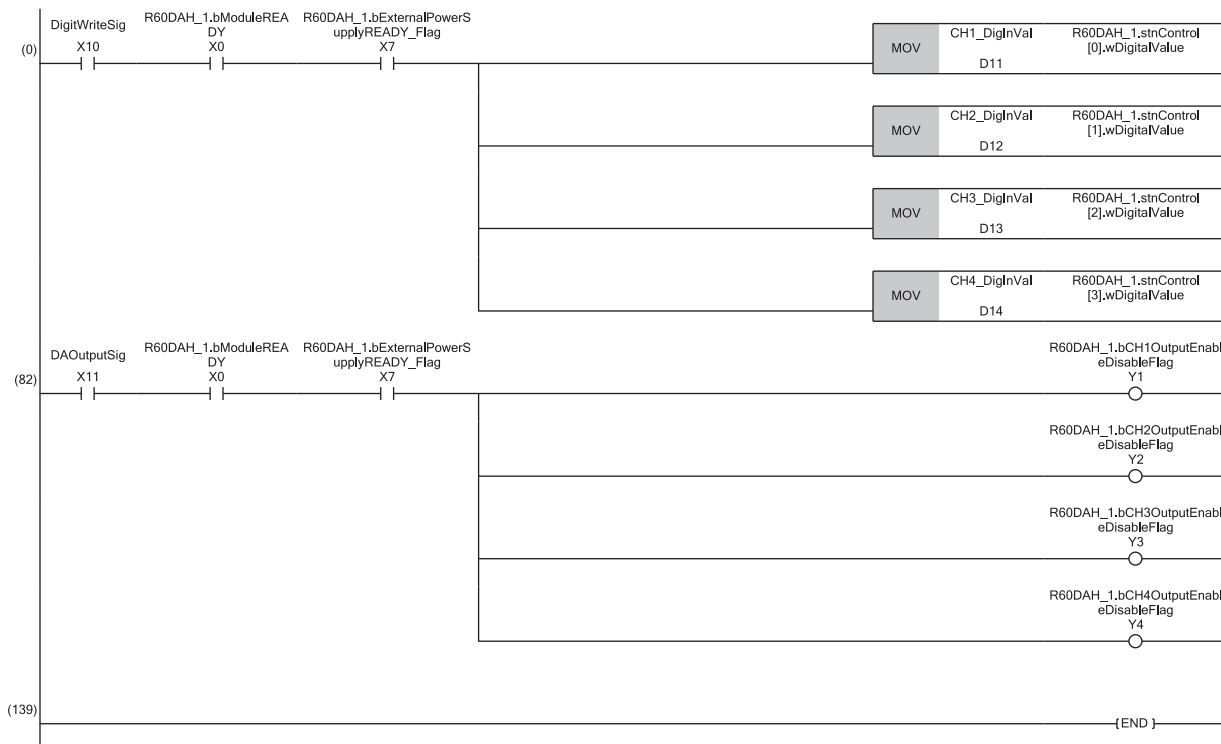 DigitWriteSig
X10
R60DAH_1.bModuleREA
DY
X0
R60DAH_1.bExternalPowerS
upplyREADY_Flag
X7
(0)
MOV
CH1_DigInVal
D11
R60DAH_1.stnControl
[0].wDigitalValue
MOV
CH2_DigInVal
D12
R60DAH_1.stnControl
[1].wDigitalValue
MOV
CH3_DigInVal
D13
R60DAH_1.stnControl
[2].wDigitalValue
MOV
CH4_DigInVal
D14
R60DAH_1.stnControl
[3].wDigitalValue
DAOutputSig
X11
R60DAH_1.bModuleREA
DY
X0
R60DAH_1.bExternalPowerS
upplyREADY_Flag
X7
(82)
R60DAH_1.bCH1OutputEnabl
eDisableFlag
Y1
R60DAH_1.bCH2OutputEnabl
eDisableFlag
Y2
R60DAH_1.bCH3OutputEnabl
eDisableFlag
Y3
R60DAH_1.bCH4OutputEnabl
eDisableFlag
Y4
(139)
[END]